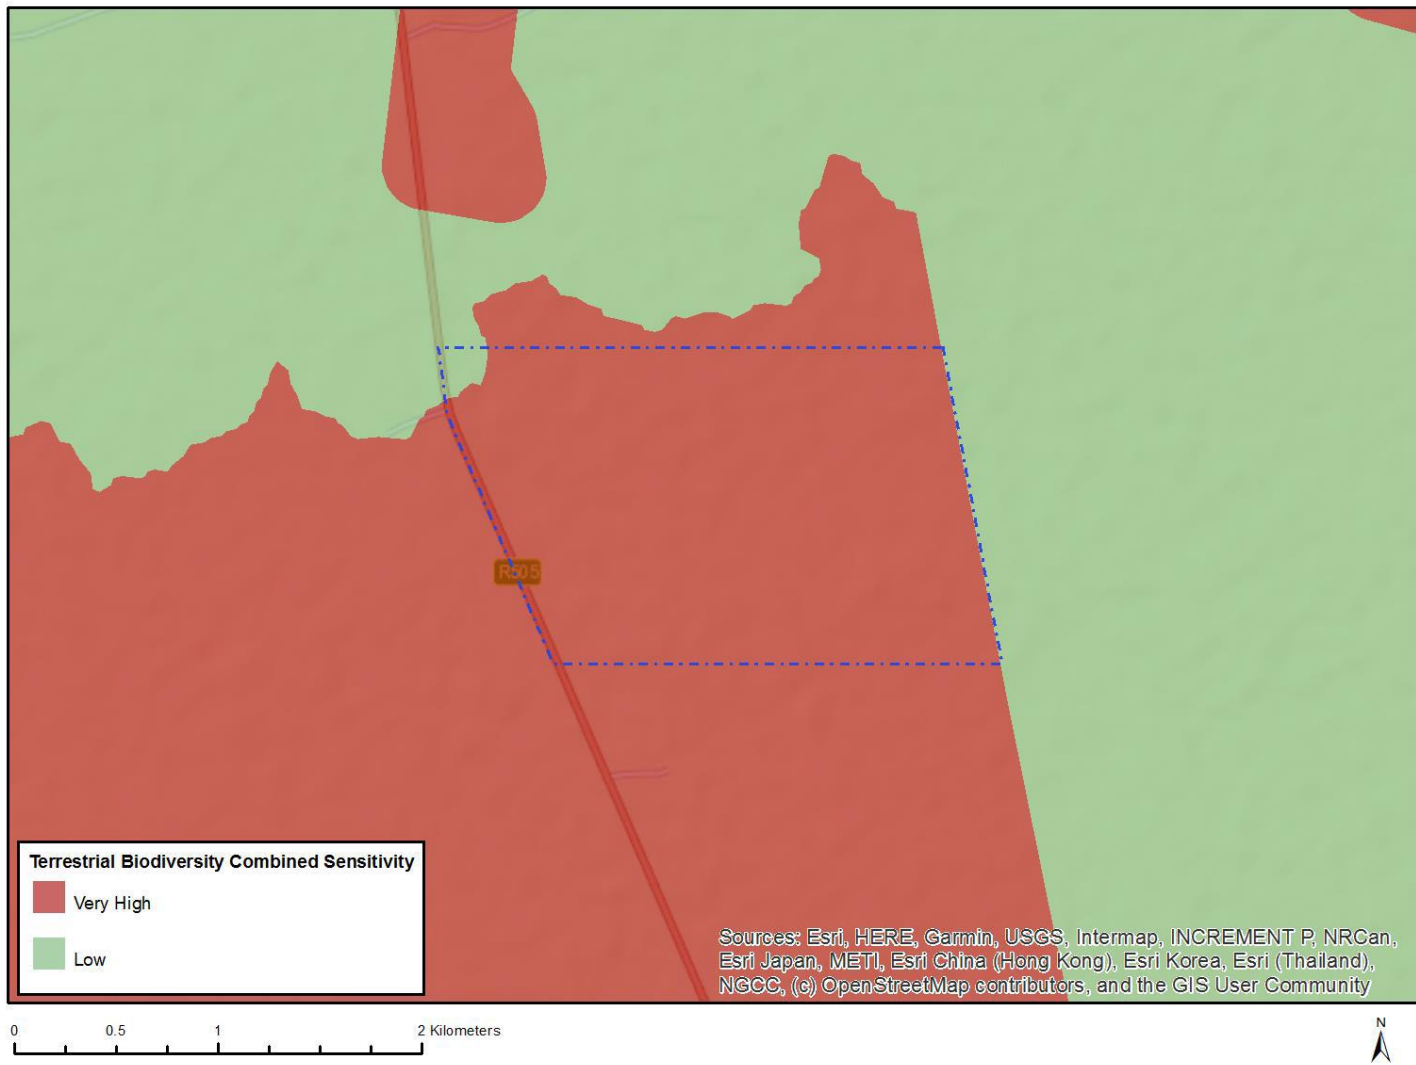 R505
Terrestrial Biodiversity Combined Sensitivity
Very High
Low
Sources: Esri, HERE, Garmin, USGS, Intermap, INCREMENT P, NRCan,
Esri Japan, METI, Esri China (Hong Kong), Esri Korea, Esri (Thailand),
NGCC, (c) OpenStreetMap contributors, and the GIS User Community
0 0.5 1 2 Kilometers
N